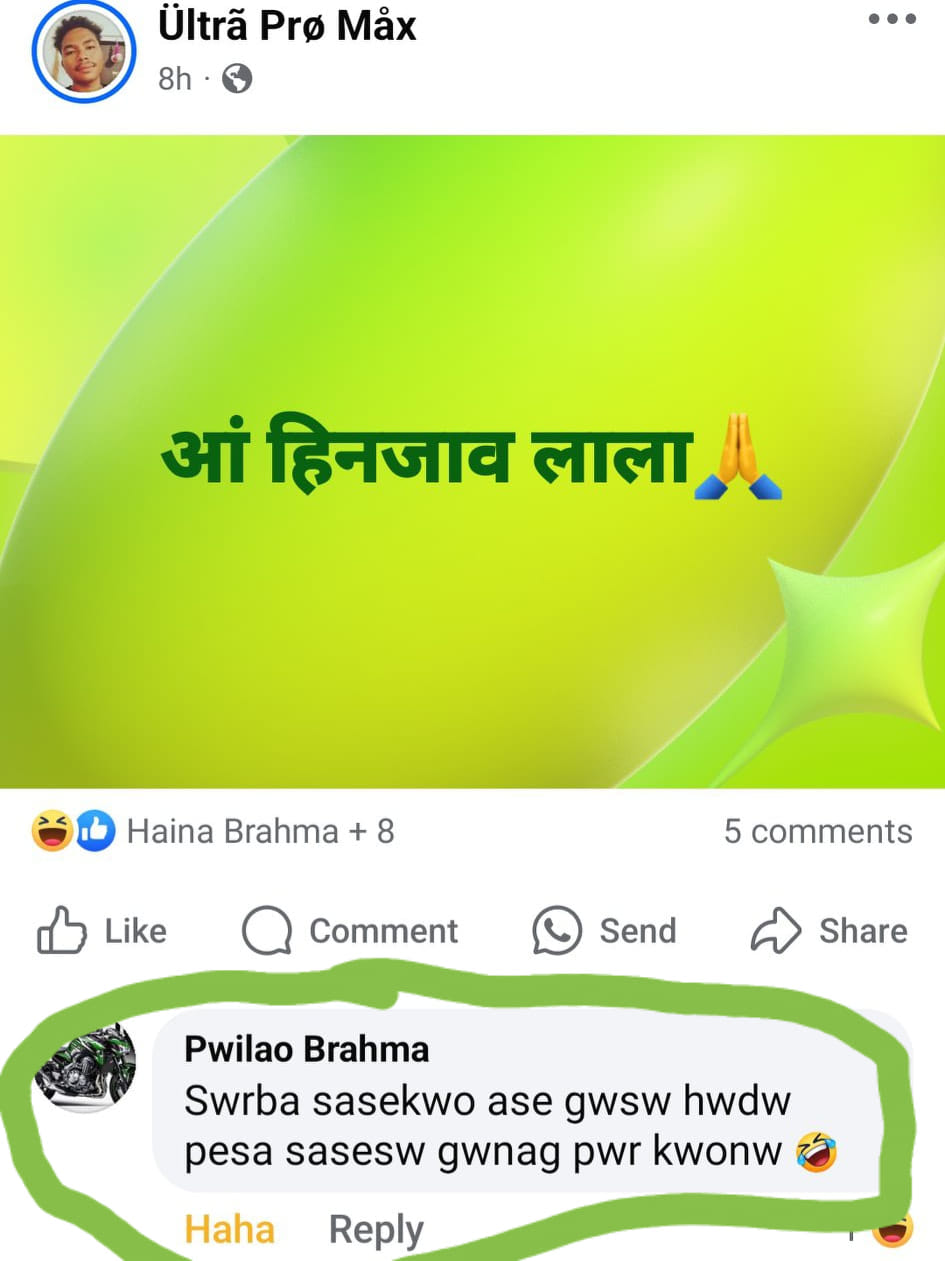 Ültrã Prø Måx
8h ·
आं हिनजाव लाला🙏
Haina Brahma + 8
5 comments
Like
Comment
Send
Share
Pwilao Brahma
Swrba sasekwo ase gwsw hwdw
pesa sasesw gwnag pwr kwonw 🤣
Haha
Reply